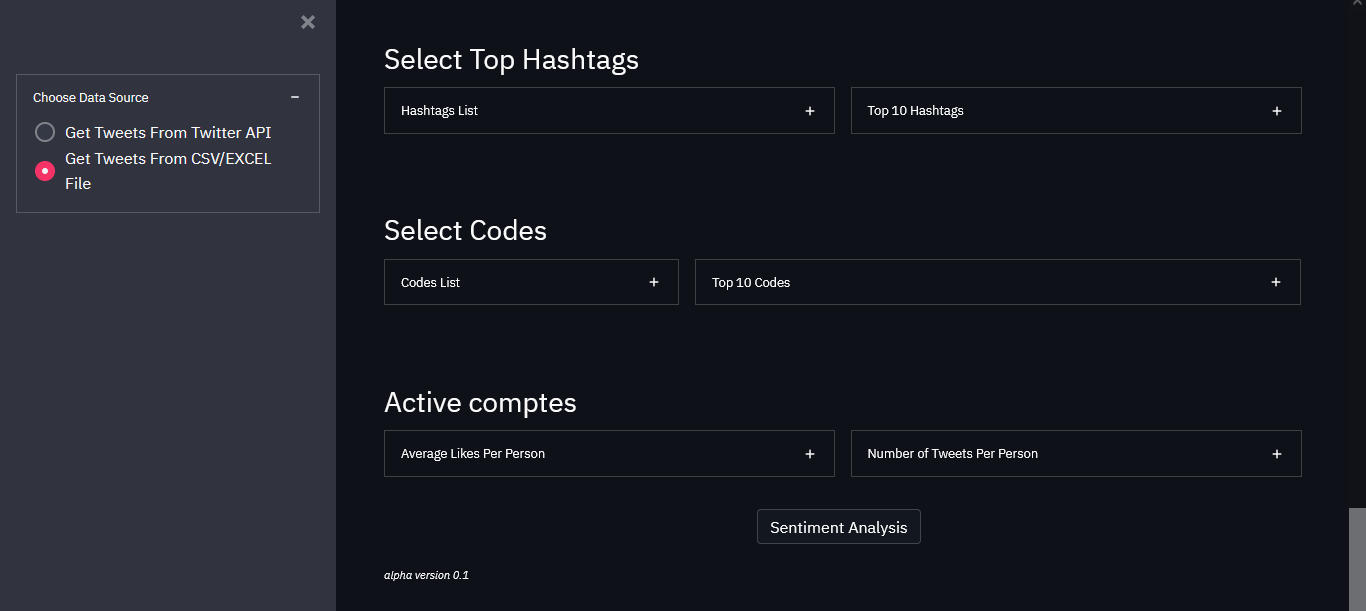 Choose Data Source
Get Tweets From Twitter API
Get Tweets From CSV/EXCEL
File
Select Top Hashtags
Hashtags List
Top 10 Hashtags
Select Codes
Codes List
Top 10 Codes
Active comptes
Average Likes Per Person
Number of Tweets Per Person
Sentiment Analysis
alpha version 0.1